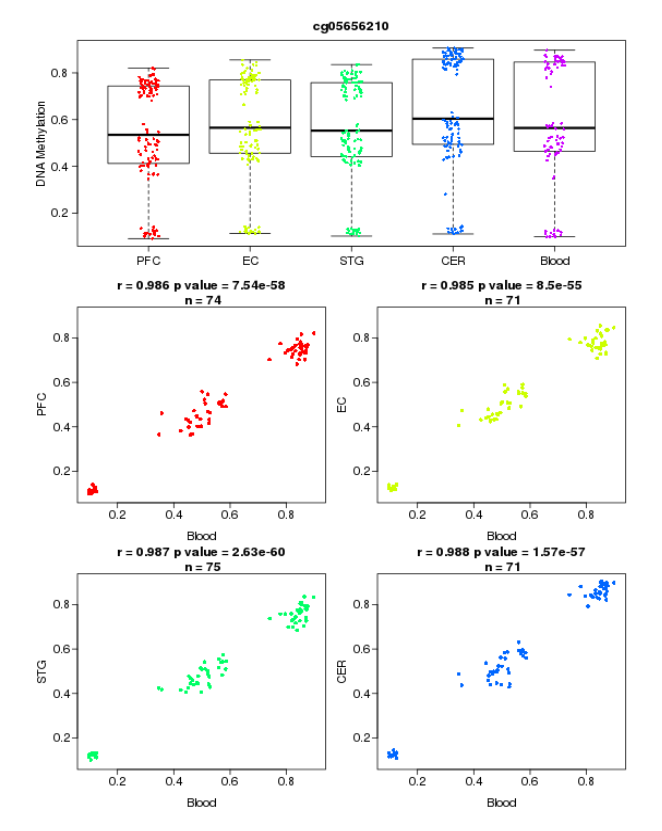 cg05656210
DNA Methylation
0.8
0.6
0.4
0.2
PFC EC STG CER Blood
r = 0.986 p value = 7.54e-58
n = 74
PFC
0.8
0.6
0.4
0.2
0.2 0.4 0.6 0.8
Blood
r = 0.985 p value = 8.5e-55
n = 71
EC
0.8
0.6
0.4
0.2
0.2 0.4 0.6 0.8
Blood
r = 0.987 p value = 2.63e-60
n = 75
STG
0.8
0.6
0.4
0.2
0.2 0.4 0.6 0.8
Blood
r = 0.988 p value = 1.57e-57
n = 71
CER
0.8
0.6
0.4
0.2
0.2 0.4 0.6 0.8
Blood